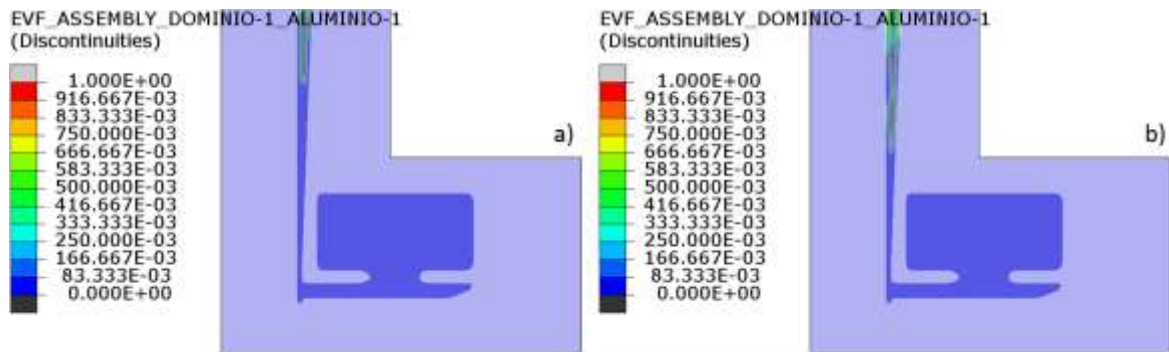 EVF_ASSEMBLY_DOMINIO-1_ALUMINIO-1
(Discontinuities)
1.000E+00
916.667E-03
833.333E-03
750.000E-03
666.667E-03
583.333E-03
500.000E-03
416.667E-03
333.333E-03
250.000E-03
166.667E-03
83.333E-03
0.000E+00
a)
EVF_ASSEMBLY_DOMINIO-1_ALUMINIO-1
(Discontinuities)
1.000E+00
916.667E-03
833.333E-03
750.000E-03
666.667E-03
583.333E-03
500.000E-03
416.667E-03
333.333E-03
250.000E-03
166.667E-03
83.333E-03
0.000E+00
b)